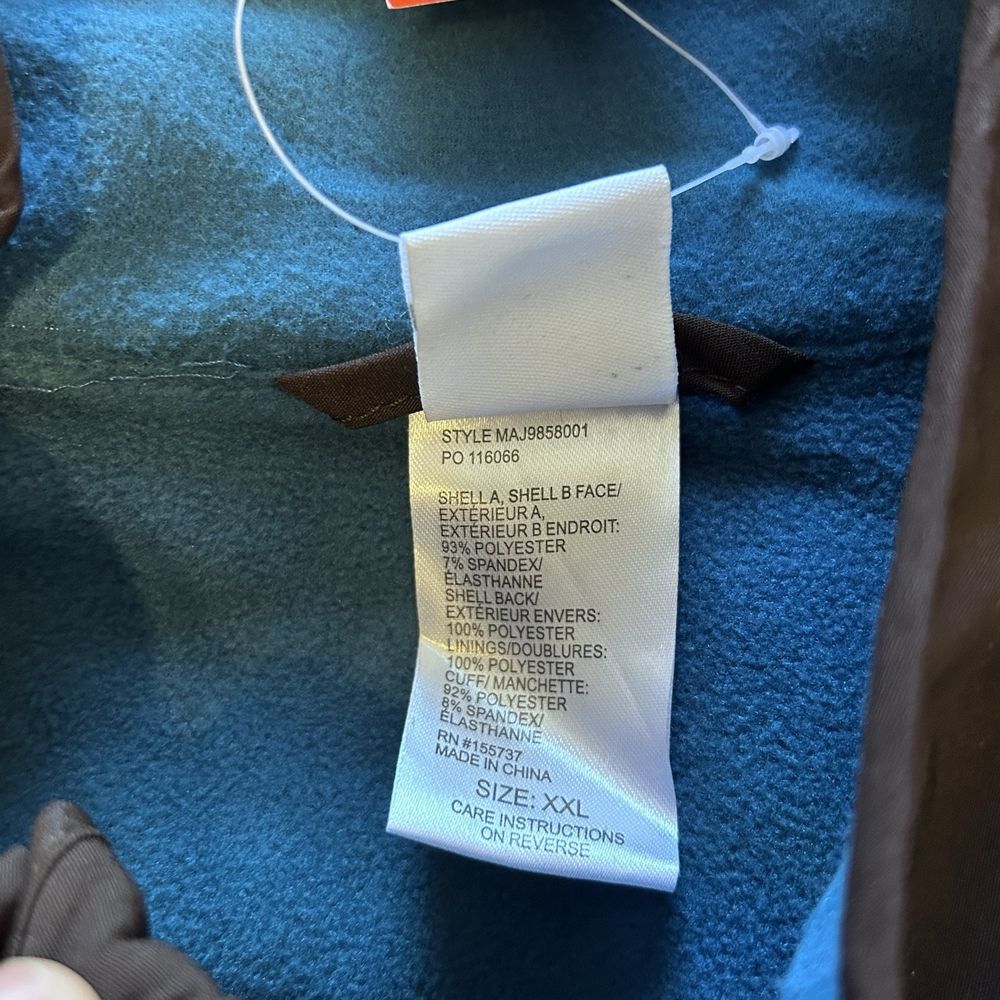 STYLE MAJ9858001
PO 116066
SHELL A, SHELL B FACE/
EXTÉRIEUR A,
EXTÉRIEUR B ENDROIT:
93% POLYESTER
7% SPANDEX/
ÉLASTHANNE
SHELL BACK/
EXTÉRIEUR ENVERS:
100% POLYESTER
LININGS/DOUBLURES:
100% POLYESTER
CUFF/ MANCHETTE:
92% POLYESTER
8% SPANDEX/
ÉLASTHANNE
RN #155737
MADE IN CHINA
SIZE: XXL
CARE INSTRUCTIONS
ON REVERSE